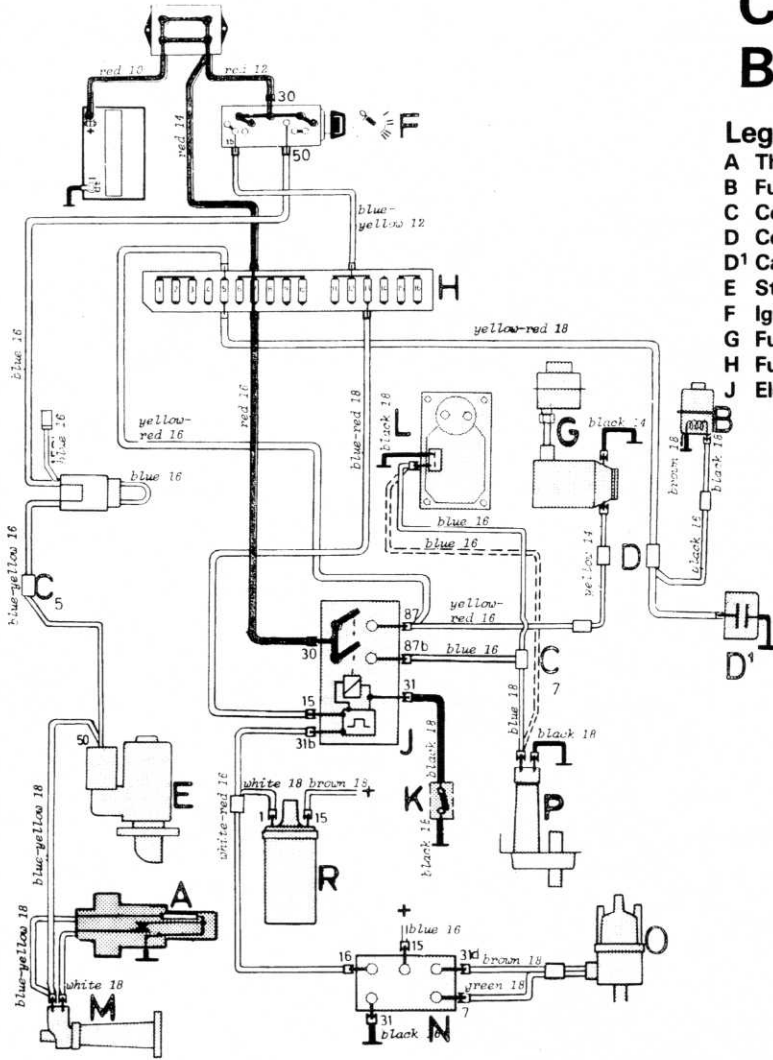 C
B
Leg
A Th
B Fu
C Co
D Co
D¹ Ca
E St
F Ig
G Fu
H Fu
J El
red 10
red 12
red 14
30
F
15
50
+
blue-
yellow 12
H
blue 16
yellow-red 18
yellow-
red 16
red 16
blue-red 18
black 18
L
G
black 14
B
brown 18
black 18
blue 16
blue 16
blue 16
blue 16
yellow 14
D
black 16
blue-yellow 16
C
5
87
yellow-
red 16
30
87b
blue 16
C
7
D¹
31
15
31b
J
blue 18
black 18
black 18
50
E
K
P
white-red 16
white 18
brown 18
+
1
15
R
black 18
blue-yellow 18
A
blue-yellow 18
white 18
M
+
blue 16
15
16
31d
brown 18
O
green 18
7
31
N
black 16